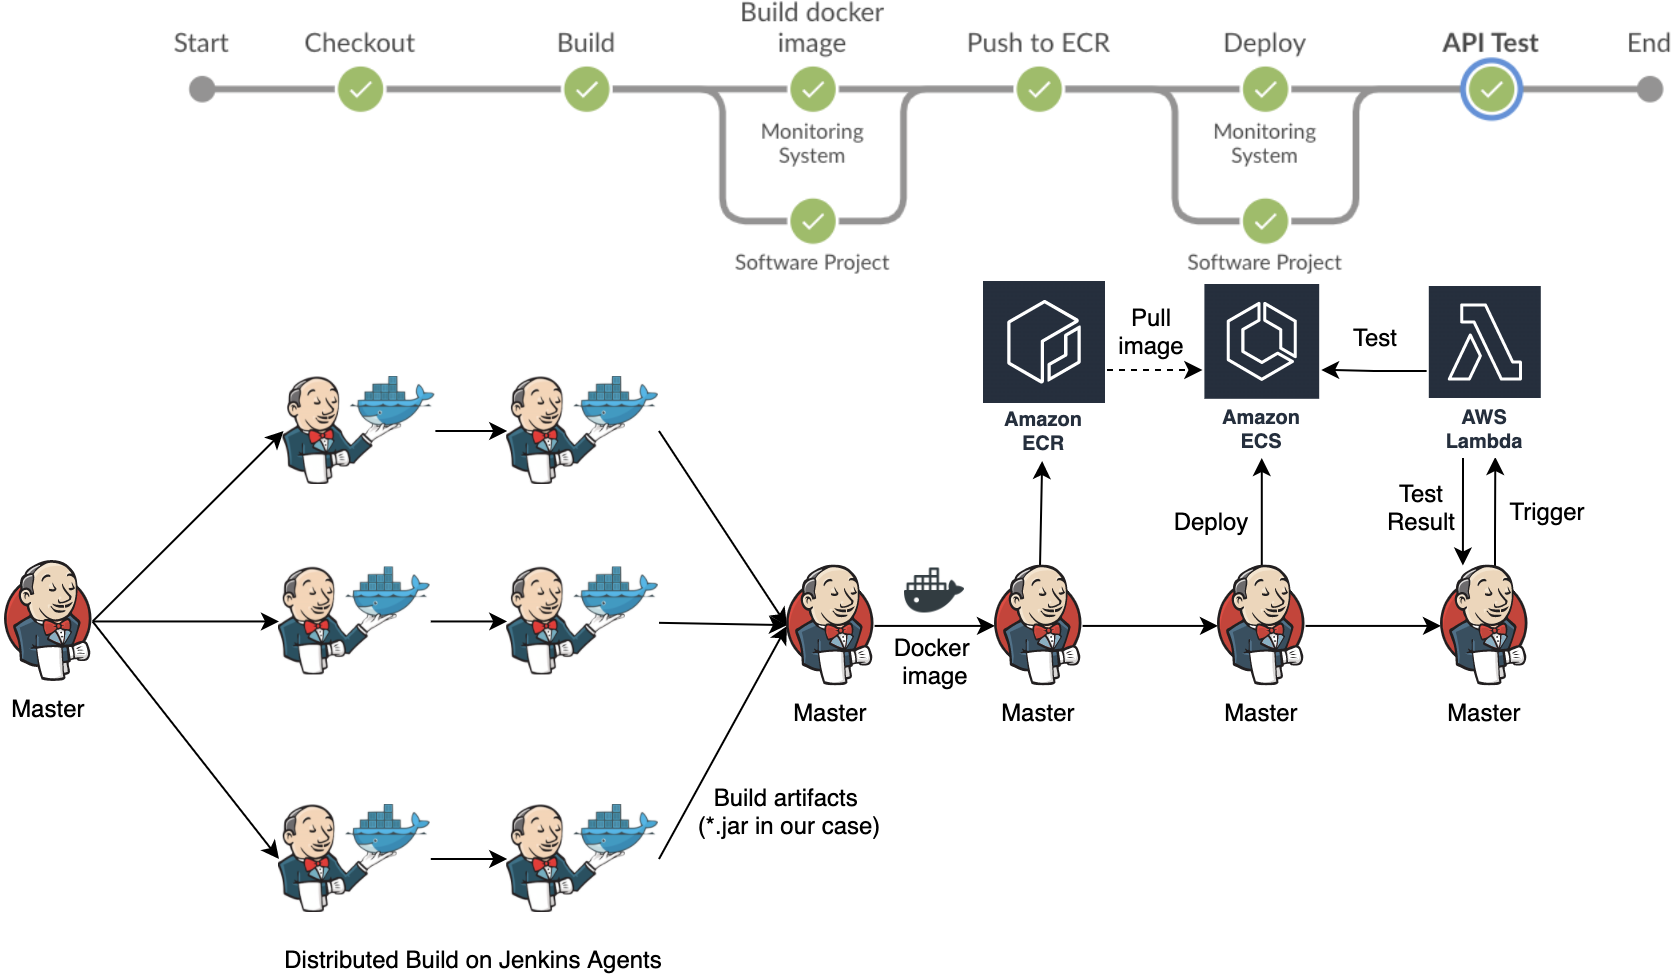 Build docker
Start
Checkout
Build
image
Push to ECR
Deploy
API Test
End
Monitoring
System
Monitoring
System
Software Project
Software Project
Pull
image
Test
Amazon
ECR
Amazon
ECS
AWS
Lambda
Test
Result
Deploy
Trigger
Docker
image
Master
Master
Master
Master
Master
Build artifacts
(*.jar in our case)
Distributed Build on Jenkins Agents